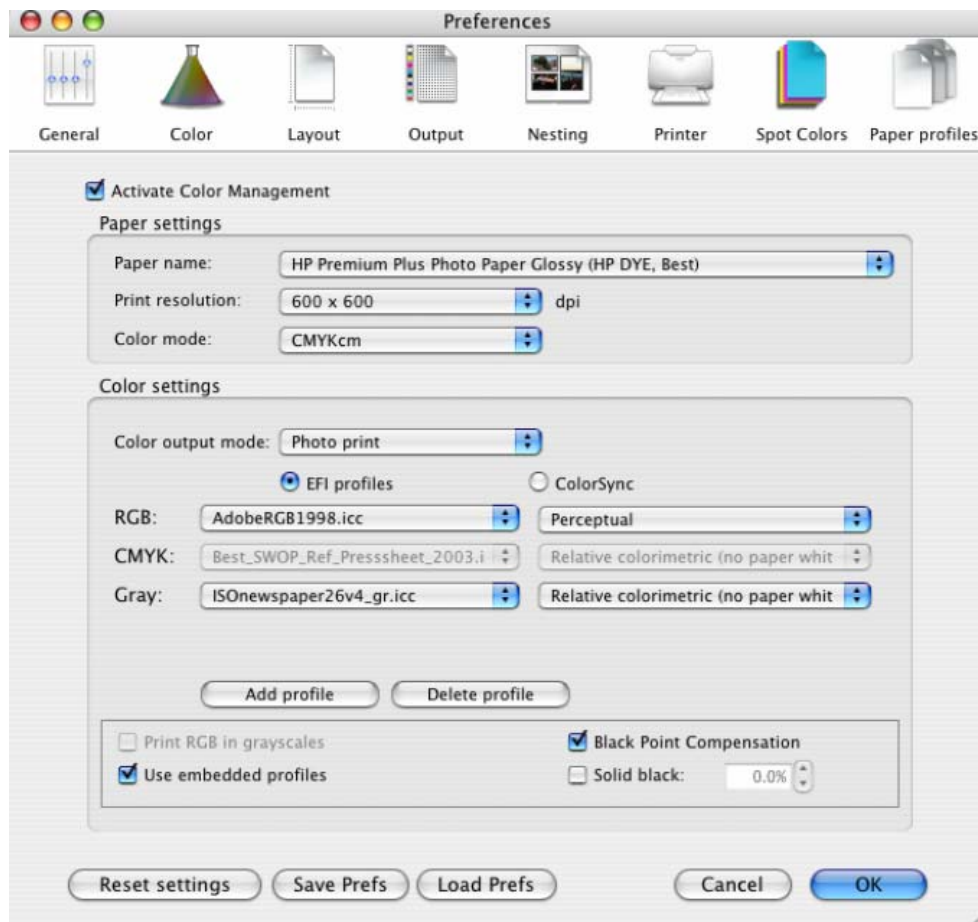 Preferences
General Color Layout Output Nesting Printer Spot Colors Paper profiles
Activate Color Management
Paper settings
Paper name: HP Premium Plus Photo Paper Glossy (HP DYE, Best)
Print resolution: 600 x 600 dpi
Color mode: CMYKcm
Color settings
Color output mode: Photo print
EFI profiles ColorSync
RGB: AdobeRGB1998.icc Perceptual
CMYK: Best_SWOP_Ref_Presssheet_2003.i Relative colorimetric (no paper whit
Gray: ISOnewspaper26v4_gr.icc Relative colorimetric (no paper whit
Add profile Delete profile
Print RGB in grayscales Black Point Compensation
Use embedded profiles Solid black: 0.0%
Reset settings Save Prefs Load Prefs Cancel OK